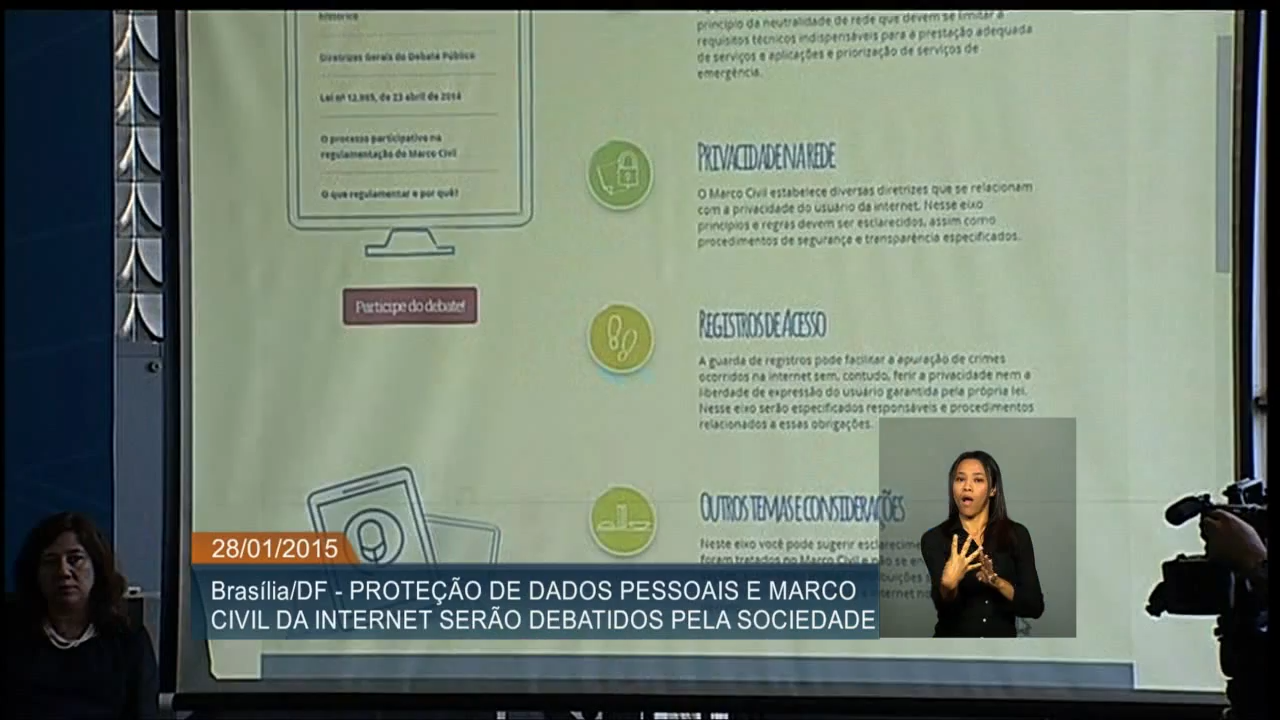 histórico
Diretrizes Gerais do Debate Público
Lei nº 12.965, de 23 abril de 2014
O processo participativo na
regulamentação do Marco Civil
O que regulamentar e por quê?
Participe do debate!
princípio da neutralidade de rede que devem se limitar a
requisitos técnicos indispensáveis para a prestação adequada
de serviços e aplicações e priorização de serviços de
emergência.
PRIVACIDADE NA REDE
O Marco Civil estabelece diversas diretrizes que se relacionam
com a privacidade do usuário da internet. Nesse eixo
princípios e regras devem ser esclarecidos, assim como
procedimentos de segurança e transparência especificados.
REGISTROS DE ACESSO
A guarda de registros pode facilitar a apuração de crimes
ocorridos na internet sem, contudo, ferir a privacidade nem a
liberdade de expressão do usuário garantida pela própria lei.
Nesse eixo serão especificados responsáveis e procedimentos
relacionados a essas obrigações.
OUTROS TEMAS E CONSIDERAÇÕES
Neste eixo você pode sugerir
foram tratados no Marco Civil e não se
28/01/2015
Brasília/DF - PROTEÇÃO DE DADOS PESSOAIS E MARCO
CIVIL DA INTERNET SERÃO DEBATIDOS PELA SOCIEDADE